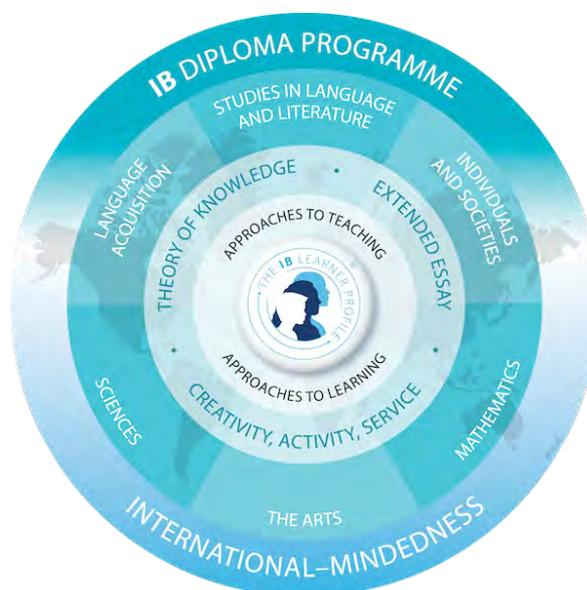 IB DIPLOMA PROGRAMME
STUDIES IN LANGUAGE
AND LITERATURE
LANGUAGE
ACQUISITION
INDIVIDUALS
AND SOCIETIES
THEORY OF KNOWLEDGE
•
EXTENDED ESSAY
APPROACHES TO TEACHING
• THE IB LEARNER PROFILE •
®
APPROACHES TO LEARNING
•
•
CREATIVITY, ACTIVITY, SERVICE
SCIENCES
MATHEMATICS
THE ARTS
INTERNATIONAL–MINDEDNESS